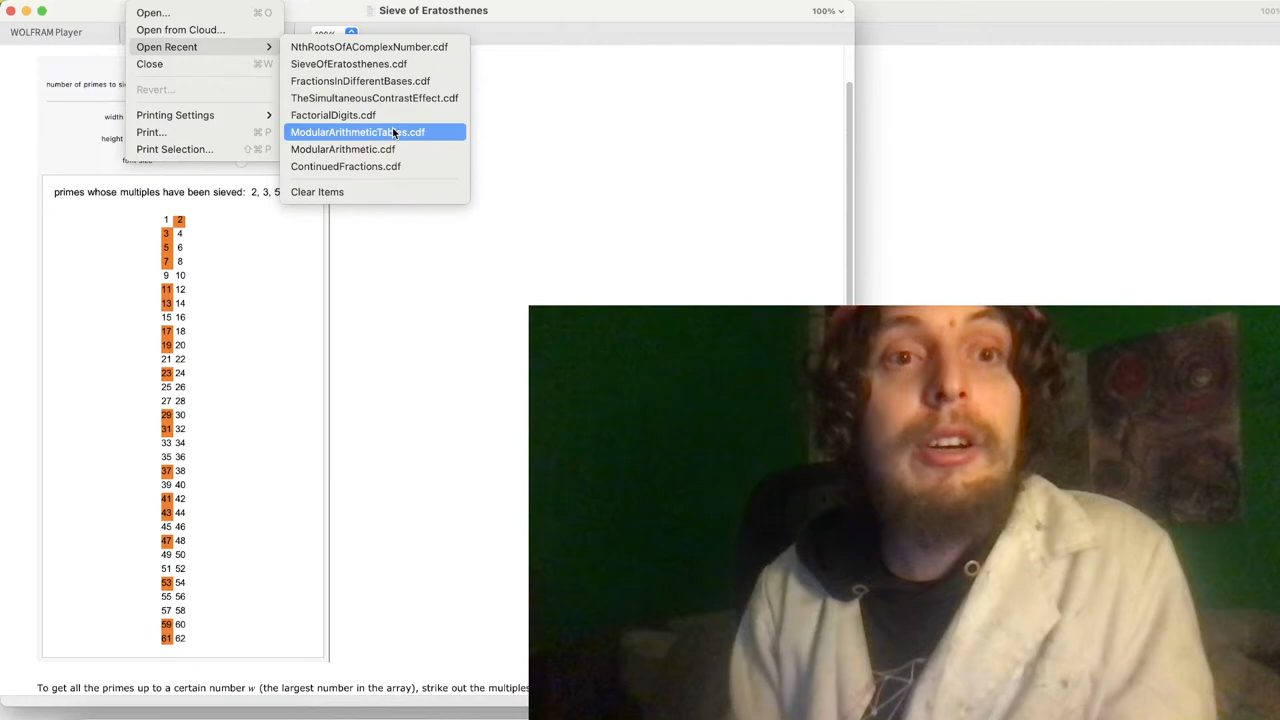 Sieve of Eratosthenes
100%
100%
WOLFRAM Player
100%
Open... ⌘O
Open from Cloud...
Open Recent >
Close ⌘W
Revert...
Printing Settings >
Print... ⌘P
Print Selection... ⇧⌘P
NthRootsOfAComplexNumber.cdf
SieveOfEratosthenes.cdf
FractionsInDifferentBases.cdf
TheSimultaneousContrastEffect.cdf
FactorialDigits.cdf
ModularArithmeticTables.cdf
ModularArithmetic.cdf
ContinuedFractions.cdf
Clear Items
number of primes to
width
height
font size
primes whose multiples have been sieved: 2, 3, 5
1 2
3 4
5 6
7 8
9 10
11 12
13 14
15 16
17 18
19 20
21 22
23 24
25 26
27 28
29 30
31 32
33 34
35 36
37 38
39 40
41 42
43 44
45 46
47 48
49 50
51 52
53 54
55 56
57 58
59 60
61 62
To get all the primes up to a certain number w (the largest number in the array), strike out the multiples